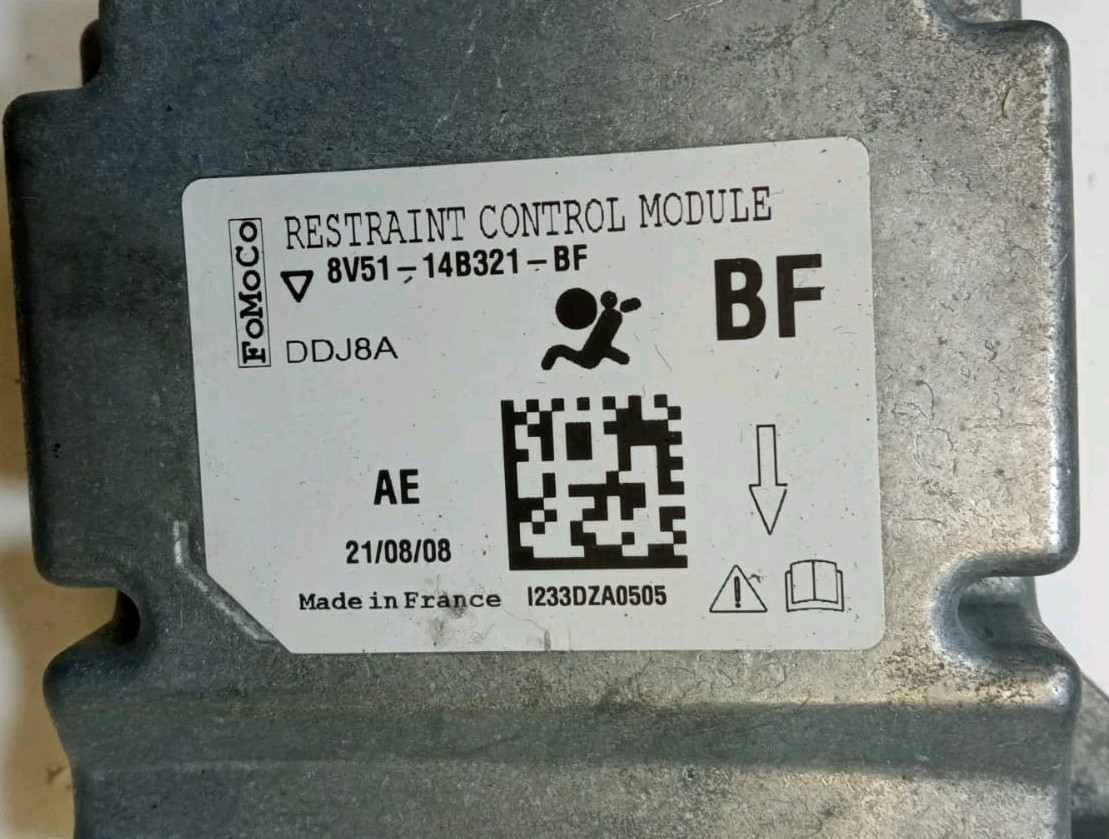 FoMoCo
RESTRAINT CONTROL MODULE
8V51-14B321-BF
BF
DDJ8A
AE
21/08/08
Made in France
I233DZA0505